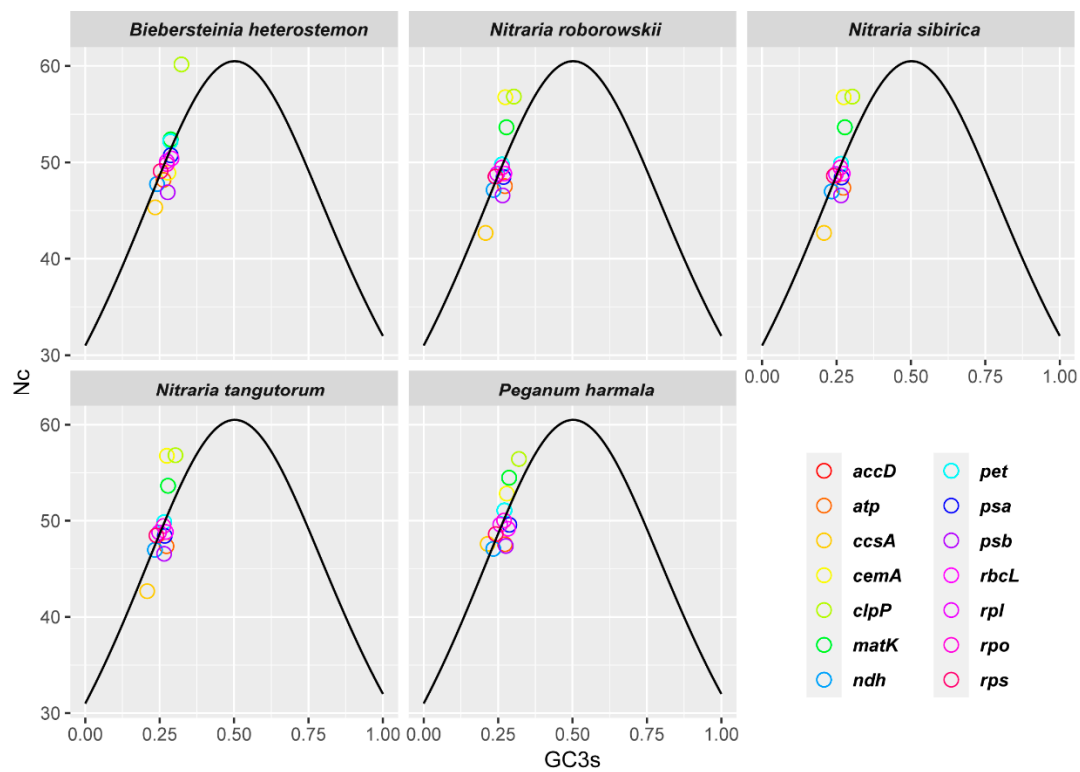 Biebersteinia heterostemon
Nitraria roborowskii
Nitraria sibirica
60
50
40
30
0.00 0.25 0.50 0.75 1.00
Nc
Nitraria tangutorum
Peganum harmala
60
50
40
30
0.00 0.25 0.50 0.75 1.00
0.00 0.25 0.50 0.75 1.00
GC3s
accD
atp
ccsA
cemA
clpP
matK
ndh
pet
psa
psb
rbcL
rpl
rpo
rps